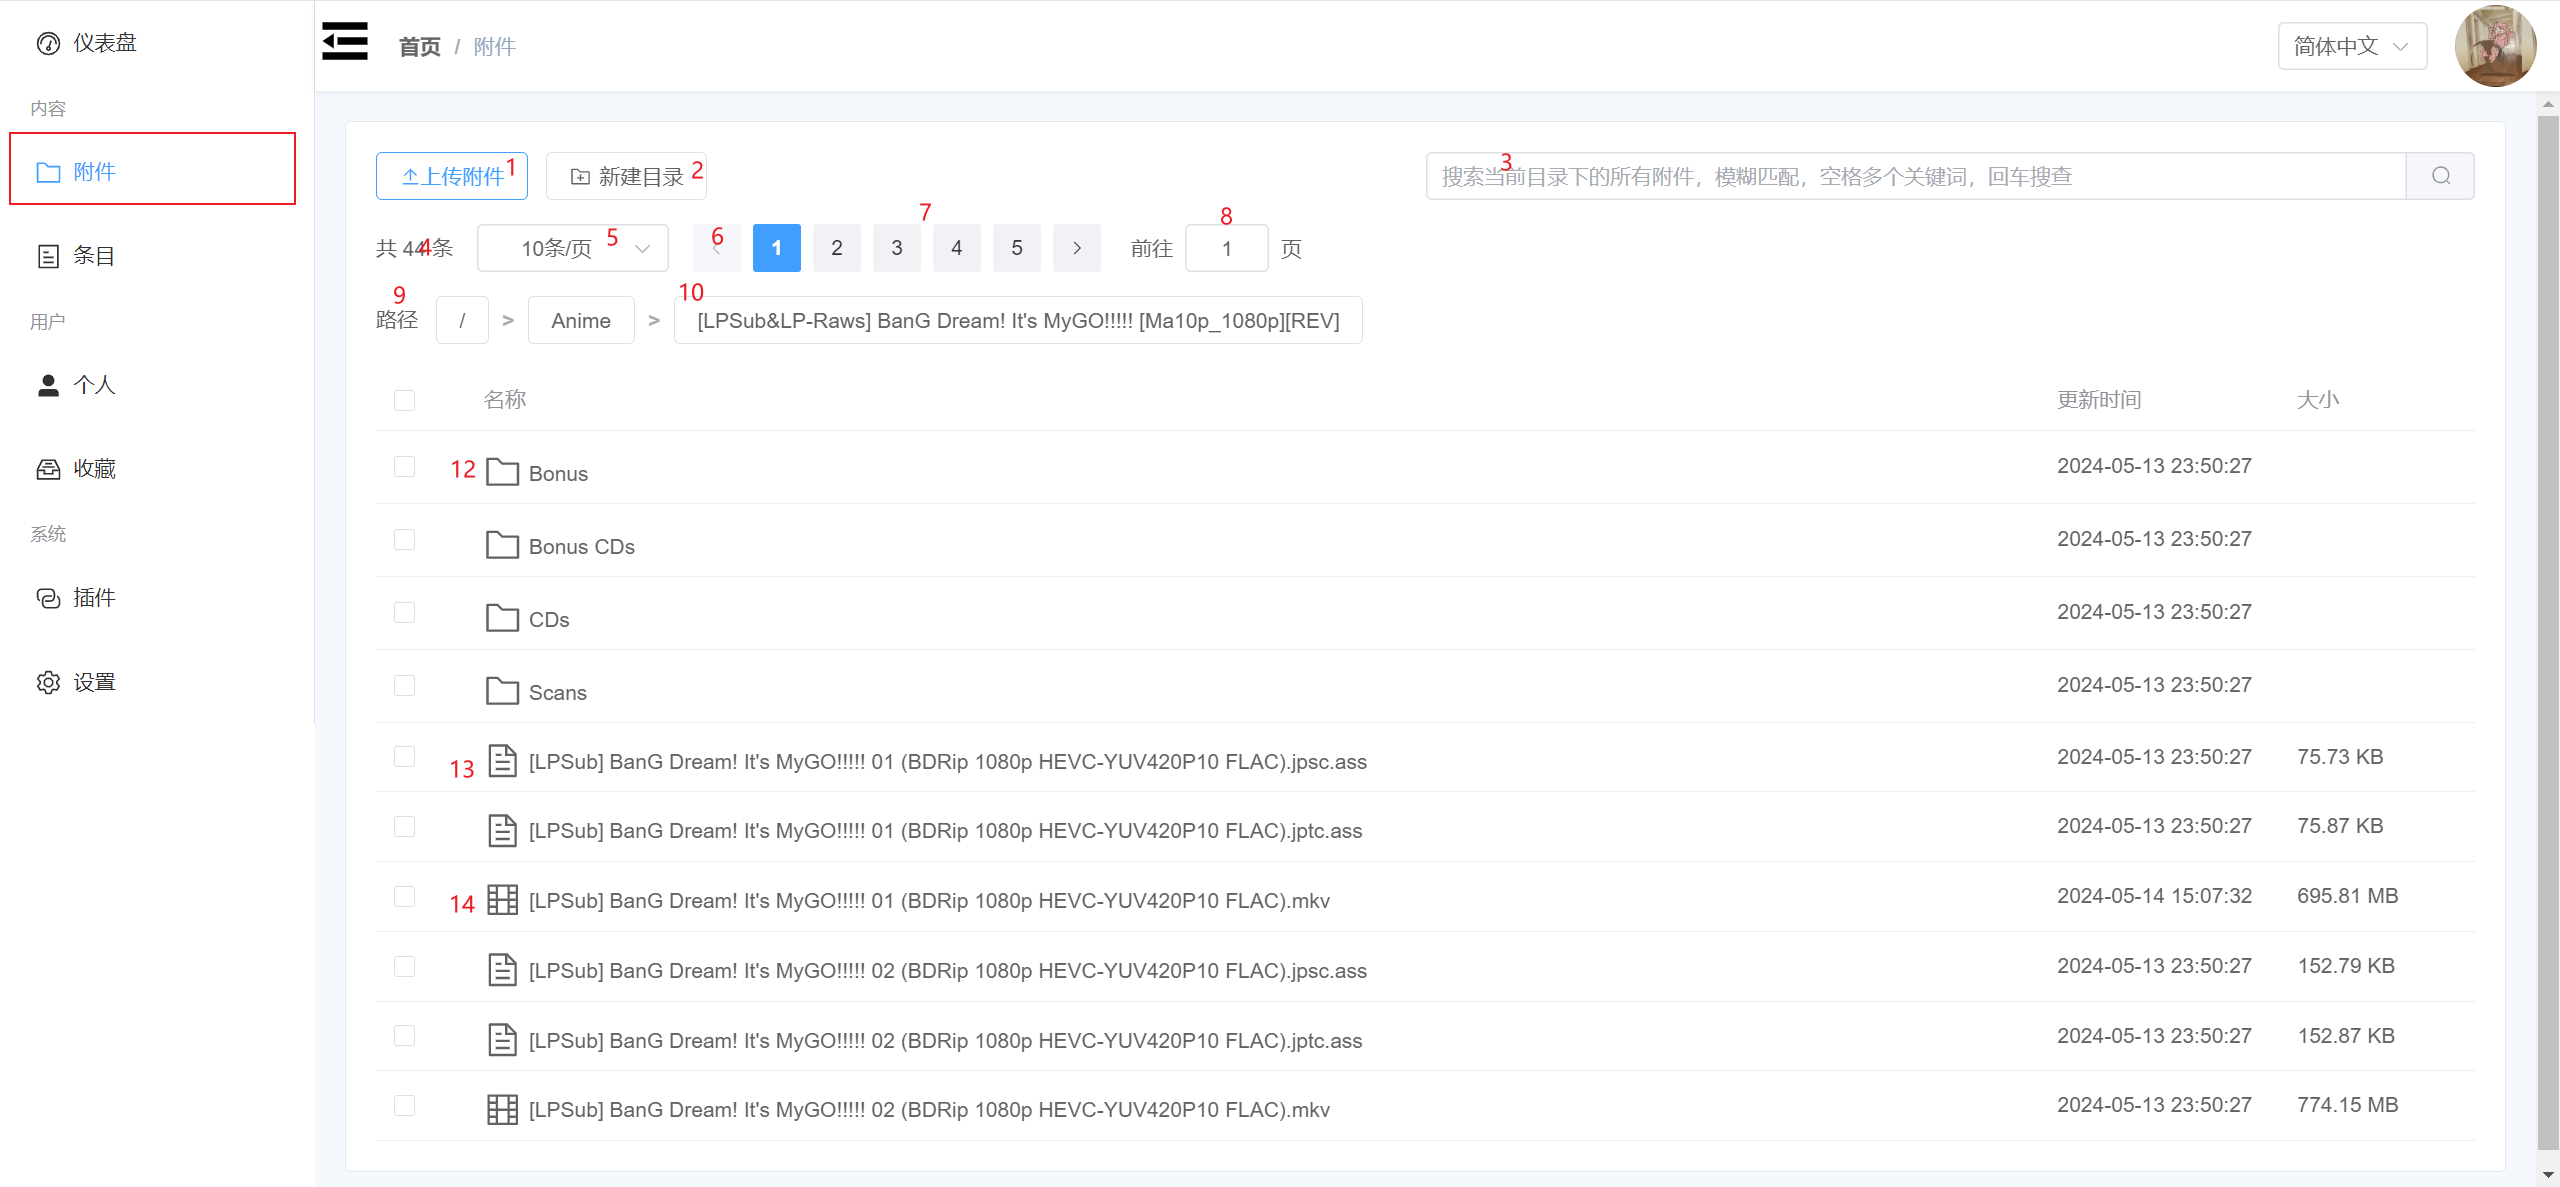 仪表盘
内容
附件
条目
用户
个人
收藏
系统
插件
设置
首页 / 附件
简体中文
上传附件 1
新建目录 2
3
搜索当前目录下的所有附件，模糊匹配，空格多个关键词，回车搜查
共 44条 4
10条/页 5
6
7
< 1 2 3 4 5 >
8
前往 1 页
9
10
路径 / > Anime > [LPSub&LP-Raws] BanG Dream! It's MyGO!!!!! [Ma10p_1080p][REV]
名称 更新时间 大小
12 Bonus 2024-05-13 23:50:27
Bonus CDs 2024-05-13 23:50:27
CDs 2024-05-13 23:50:27
Scans 2024-05-13 23:50:27
13 [LPSub] BanG Dream! It's MyGO!!!!! 01 (BDRip 1080p HEVC-YUV420P10 FLAC).jpsc.ass 2024-05-13 23:50:27 75.73 KB
[LPSub] BanG Dream! It's MyGO!!!!! 01 (BDRip 1080p HEVC-YUV420P10 FLAC).jptc.ass 2024-05-13 23:50:27 75.87 KB
14 [LPSub] BanG Dream! It's MyGO!!!!! 01 (BDRip 1080p HEVC-YUV420P10 FLAC).mkv 2024-05-14 15:07:32 695.81 MB
[LPSub] BanG Dream! It's MyGO!!!!! 02 (BDRip 1080p HEVC-YUV420P10 FLAC).jpsc.ass 2024-05-13 23:50:27 152.79 KB
[LPSub] BanG Dream! It's MyGO!!!!! 02 (BDRip 1080p HEVC-YUV420P10 FLAC).jptc.ass 2024-05-13 23:50:27 152.87 KB
[LPSub] BanG Dream! It's MyGO!!!!! 02 (BDRip 1080p HEVC-YUV420P10 FLAC).mkv 2024-05-13 23:50:27 774.15 MB